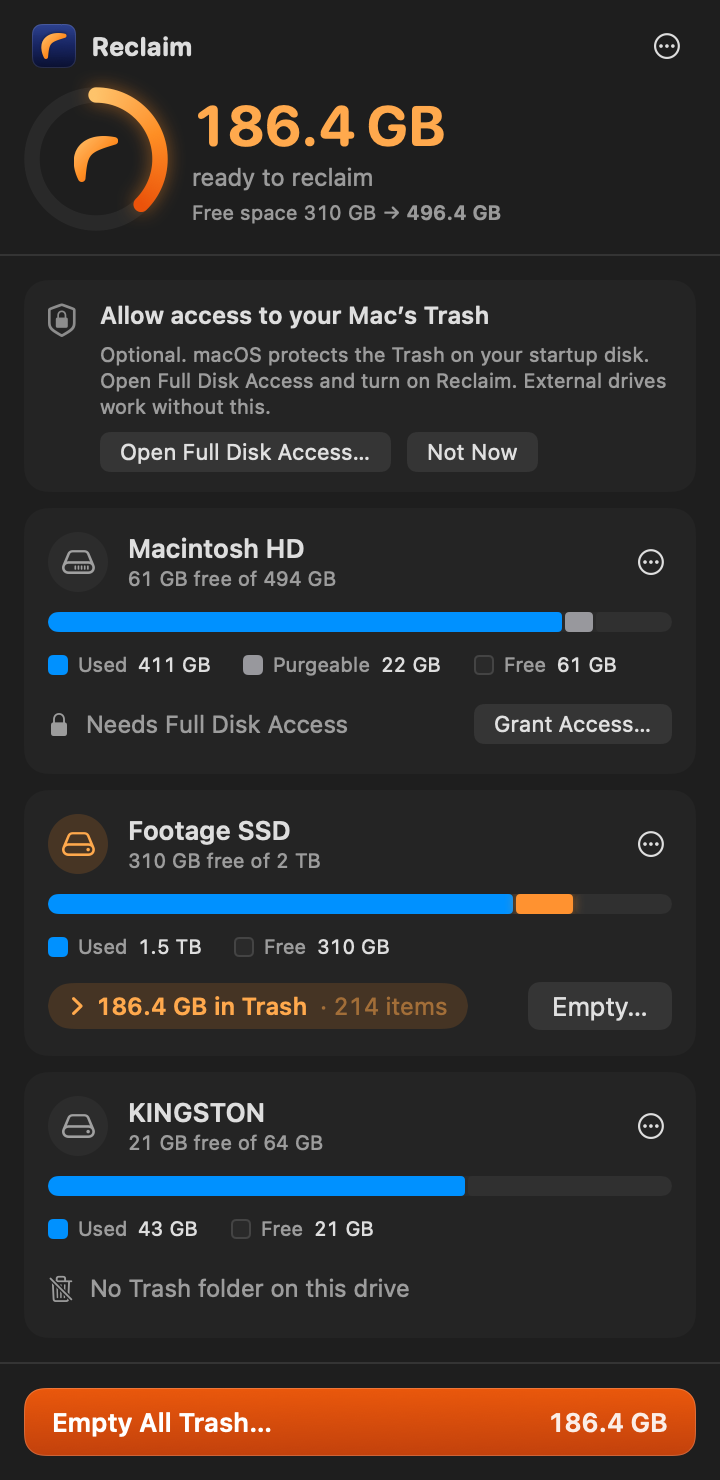 Reclaim
186.4 GB
ready to reclaim
Free space 310 GB → 496.4 GB
Allow access to your Mac's Trash
Optional. macOS protects the Trash on your startup disk.
Open Full Disk Access and turn on Reclaim. External drives
work without this.
Open Full Disk Access... Not Now
Macintosh HD
61 GB free of 494 GB
Used 411 GB Purgeable 22 GB Free 61 GB
Needs Full Disk Access Grant Access...
Footage SSD
310 GB free of 2 TB
Used 1.5 TB Free 310 GB
186.4 GB in Trash · 214 items Empty...
KINGSTON
21 GB free of 64 GB
Used 43 GB Free 21 GB
No Trash folder on this drive
Empty All Trash... 186.4 GB